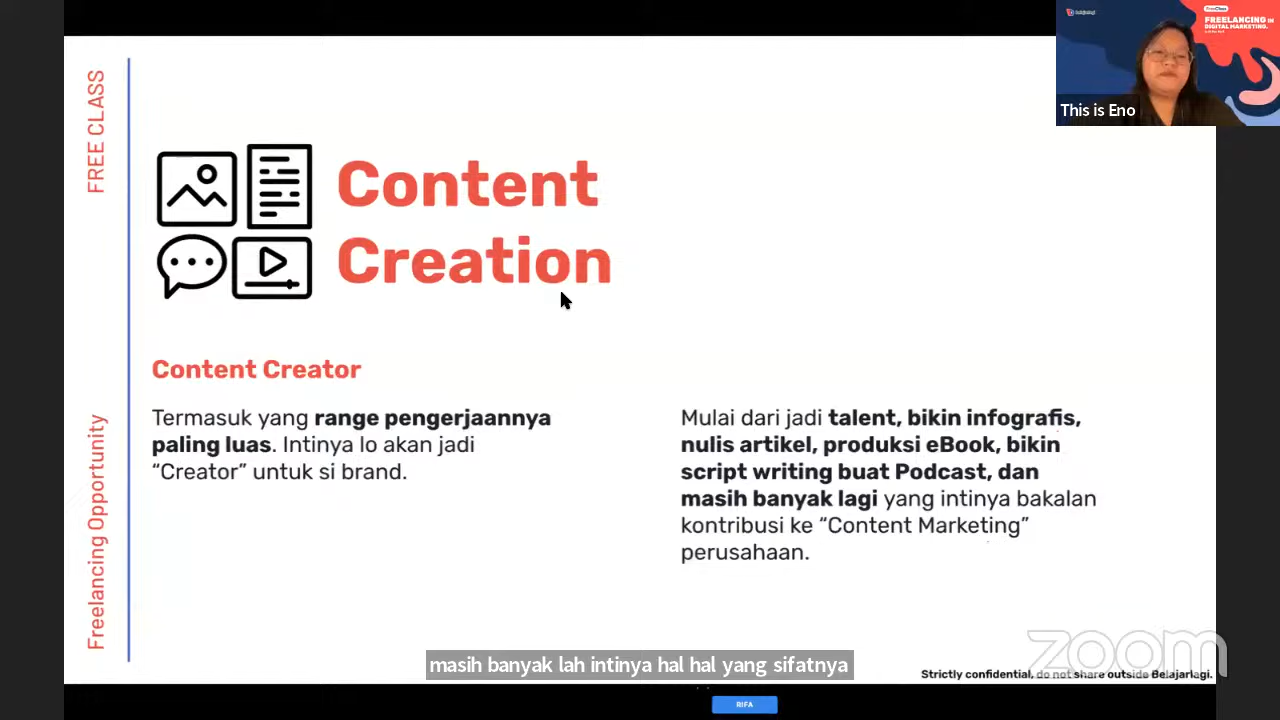 Belajarlagi
FreeClass
FREELANCING IN
DIGITAL MARKETING.
This is Eno
FREE CLASS
Content
Creation
Content Creator
Termasuk yang range pengerjaannya
paling luas. Intinya lo akan jadi
“Creator” untuk si brand.
Mulai dari jadi talent, bikin infografis,
nulis artikel, produksi eBook, bikin
script writing buat Podcast, dan
masih banyak lagi yang intinya bakalan
kontribusi ke “Content Marketing”
perusahaan.
Freelancing Opportunity
masih banyak lah intinya hal hal yang sifatnya
zoom
Strictly confidential, do not share outside Belajarlagi.
RIFA